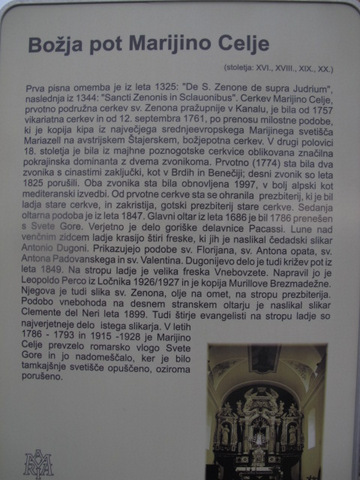 Božja pot Marijino Celje
(stoletja: XVI., XVIII., XIX., XX.)
Prva pisna omemba je iz leta 1325: "De S. Zenone de supra Judrium",
naslednja iz 1344: "Sancti Zenonis in Sclauonibus". Cerkev Marijino Celje,
prvotno podružna cerkev sv. Zenona pražupnije v Kanalu, je bila od 1757
vikariatna cerkev in od 12. septembra 1761, po prenosu milostne podobe,
ki je kopija kipa iz največjega srednjeevropskega Marijinega svetišča
Mariazell na avstrijskem Štajerskem, božjepotna cerkev. V drugi polovici
18. stoletja je bila iz majhne poznogotske cerkvice oblikovana značilna
pokrajinska dominanta z dvema zvonikoma. Prvotno (1774) sta bila dva
zvonika s cinastimi zaključki, kot v Brdih in Benečiji; desni zvonik so leta
1825 porušili. Oba zvonika sta bila obnovljena 1997, v bolj alpski kot
mediteranski izvedbi. Od prvotne cerkve sta se ohranila prezbiterij, ki je bil
ladja stare cerkve, in zakristija, gotski prezbiterij stare cerkve. Sedanja
oltarna podoba je iz leta 1847. Glavni oltar iz leta 1686 je bil 1786 prenešen
s Svete Gore. Verjetno je delo goriške delavnice Pacassi. Lune nad
venčnim zidcem ladje krasijo štiri freske, ki jih je naslikal čedadski slikar
Antonio Dugoni. Prikazujejo podobe sv. Florijana, sv. Antona opata, sv.
Antona Padovanskega in sv. Valentina. Dugonijevo delo je tudi križev pot iz
leta 1849. Na stropu ladje je velika freska Vnebovzete. Napravil jo je
Leopoldo Perco iz Ločnika 1926/1927 in je kopija Murillove Brezmadežne.
Njegova je tudi slika sv. Zenona, olje na omet, na stropu prezbiterija.
Podobo vnebohoda na desnem stranskem oltarju je naslikal slikar
Clemente del Neri leta 1899. Tudi štirje evangelisti na stropu ladje so
najverjetneje delo istega slikarja. V letih
1786 - 1793 in 1915 -1928 je Marijino
Celje prevzelo romarsko vlogo Svete
Gore in jo nadomeščalo, ker je bilo
tamkajšnje svetišče opuščeno, oziroma
porušeno.